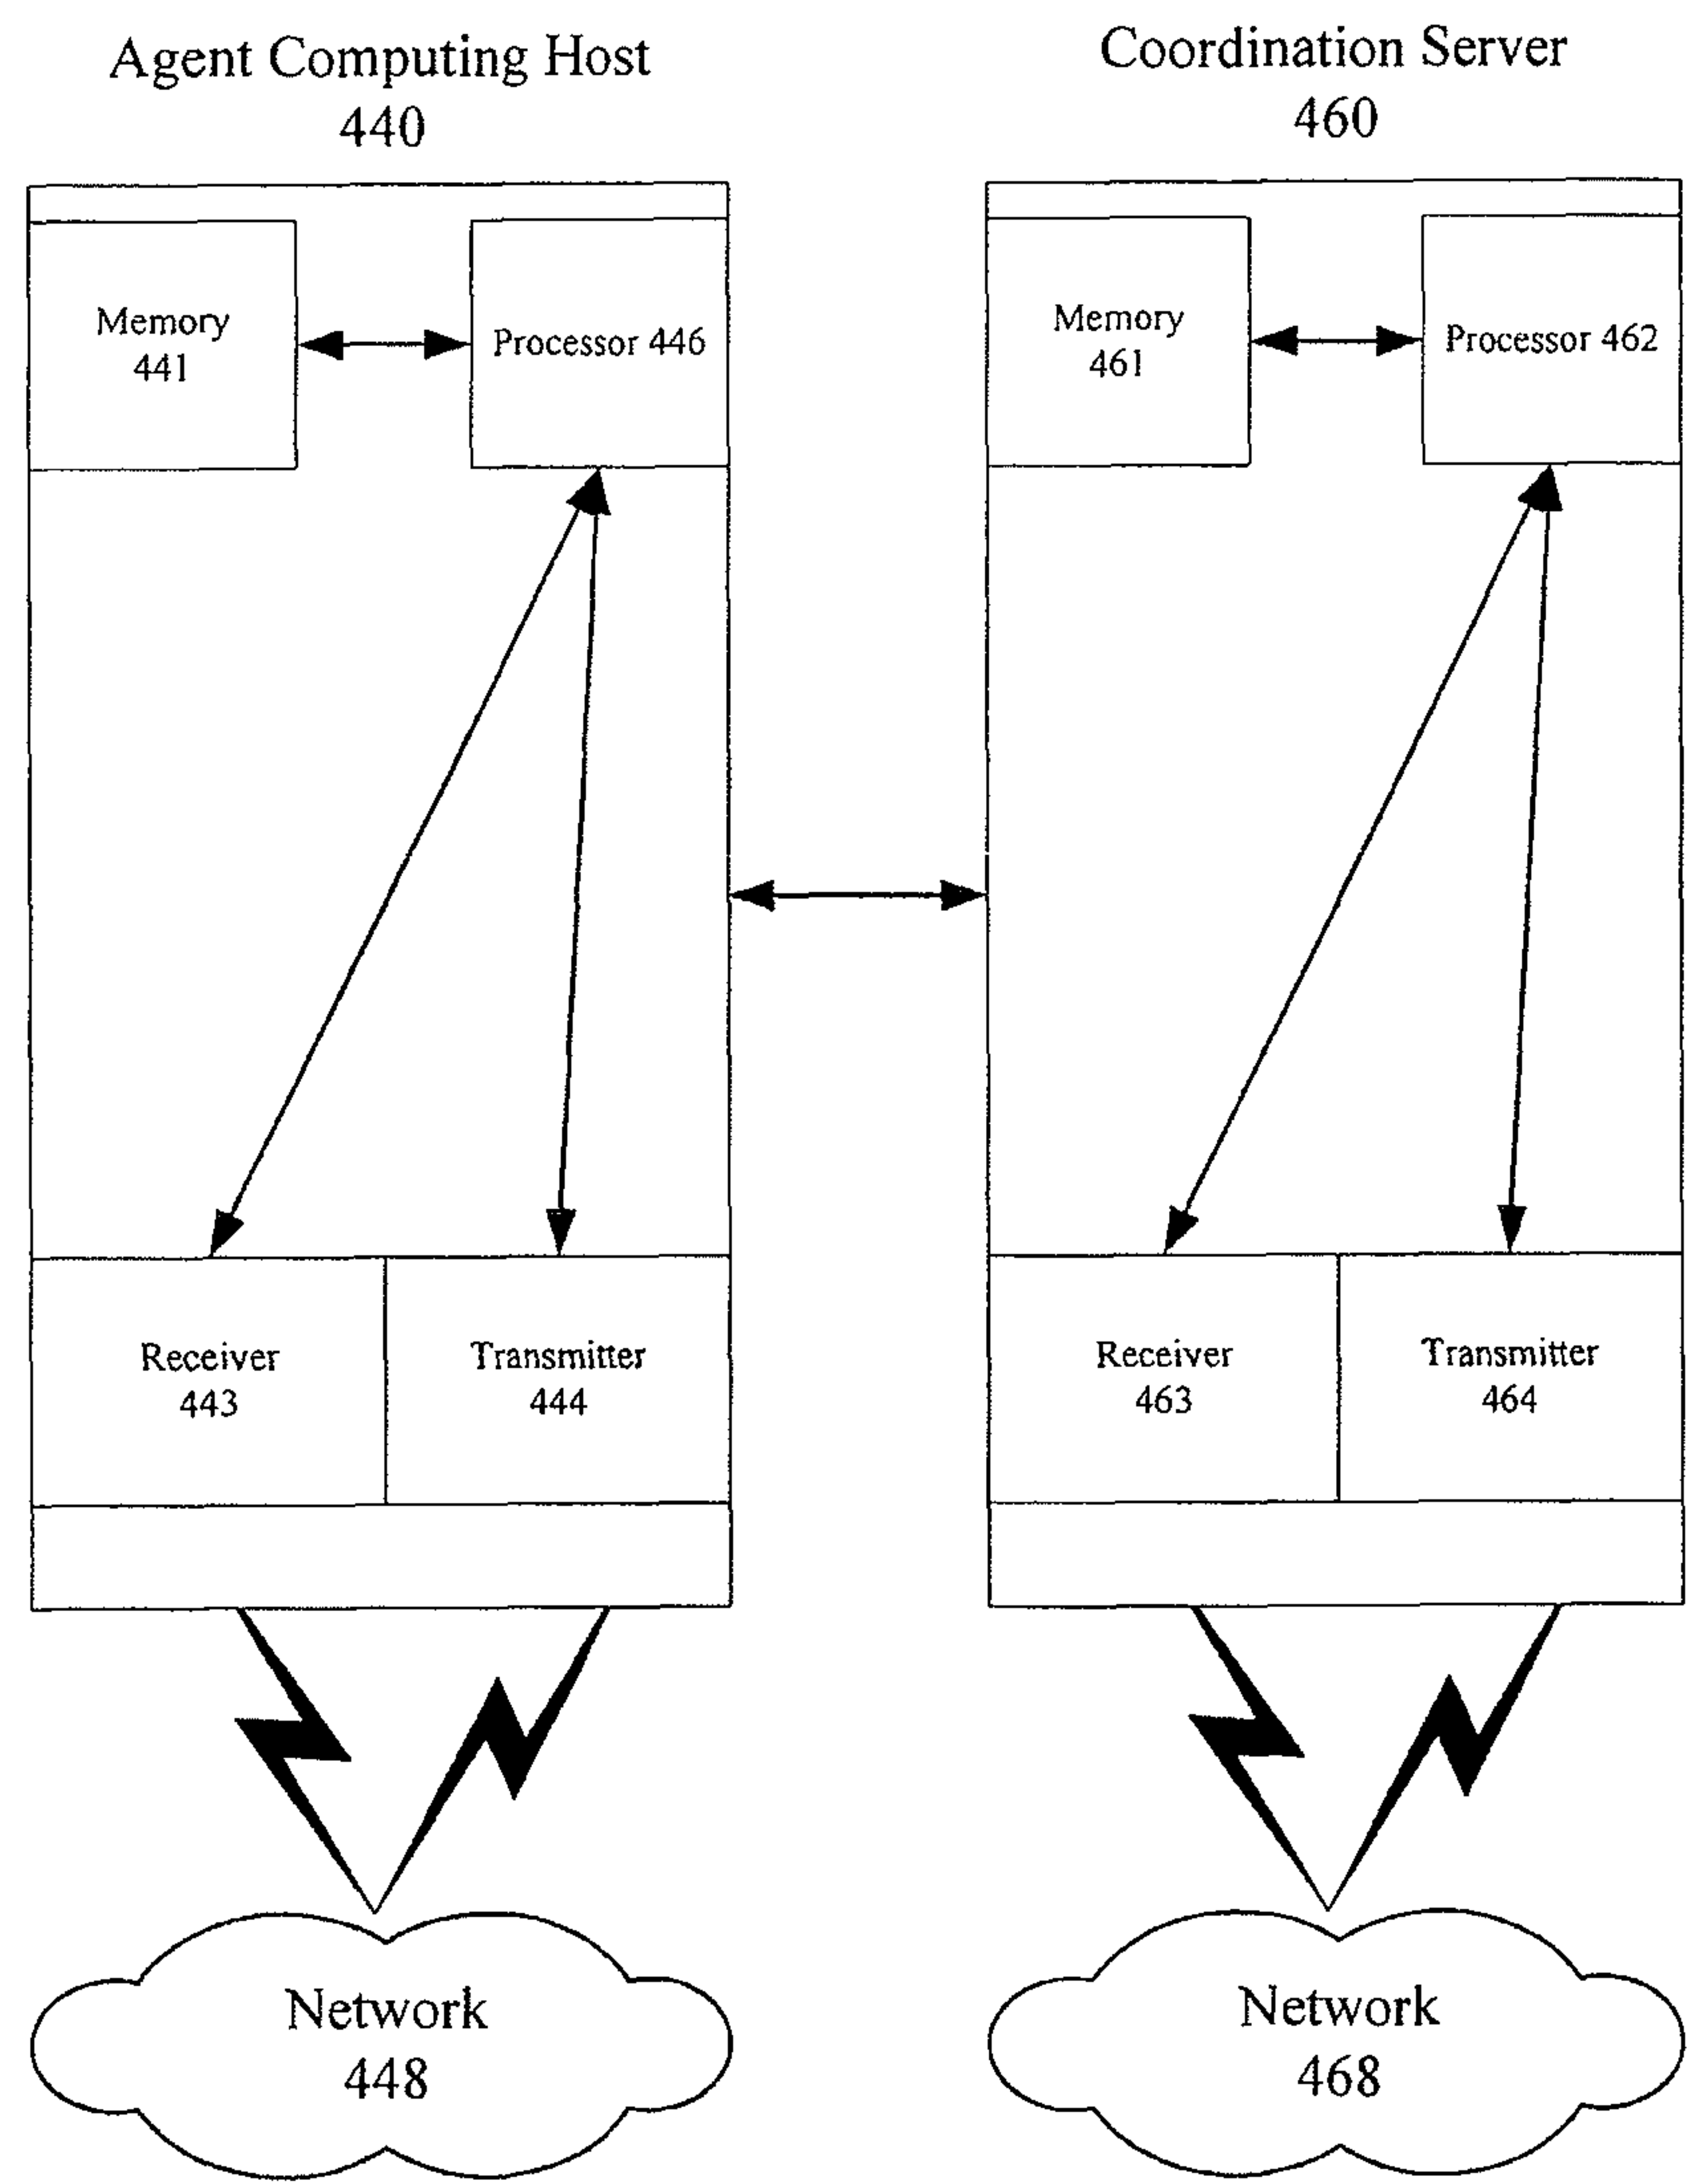 Agent Computing Host
440
Memory
441
Processor 446
Receiver
443
Transmitter
444
Network
448
Coordination Server
460
Memory
461
Processor 462
Receiver
463
Transmitter
464
Network
468